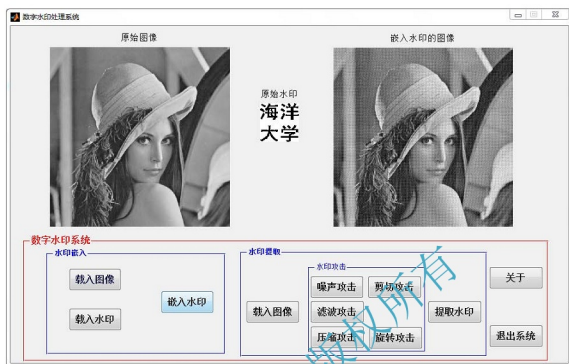 数字水印处理系统
原始图像
嵌入水印的图像
原始水印
海洋
大学
数字水印系统
水印嵌入
载入图像
载入水印
嵌入水印
水印提取
载入图像
水印攻击
噪声攻击 剪切攻击
滤波攻击
压缩攻击 旋转攻击
提取水印
关于
退出系统
版权所有